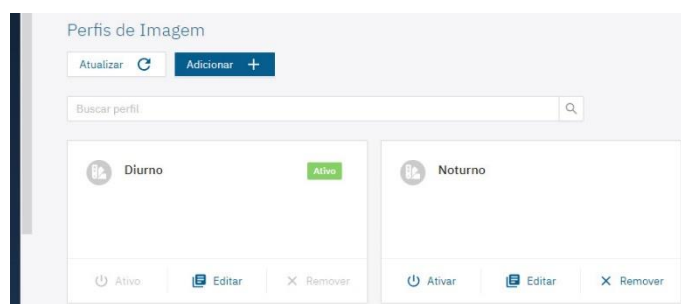 Perfis de Imagem
Atualizar Adicionar
Buscar perfil
Diurno Ativo Noturno
Ativo Editar Remover Ativar Editar Remover